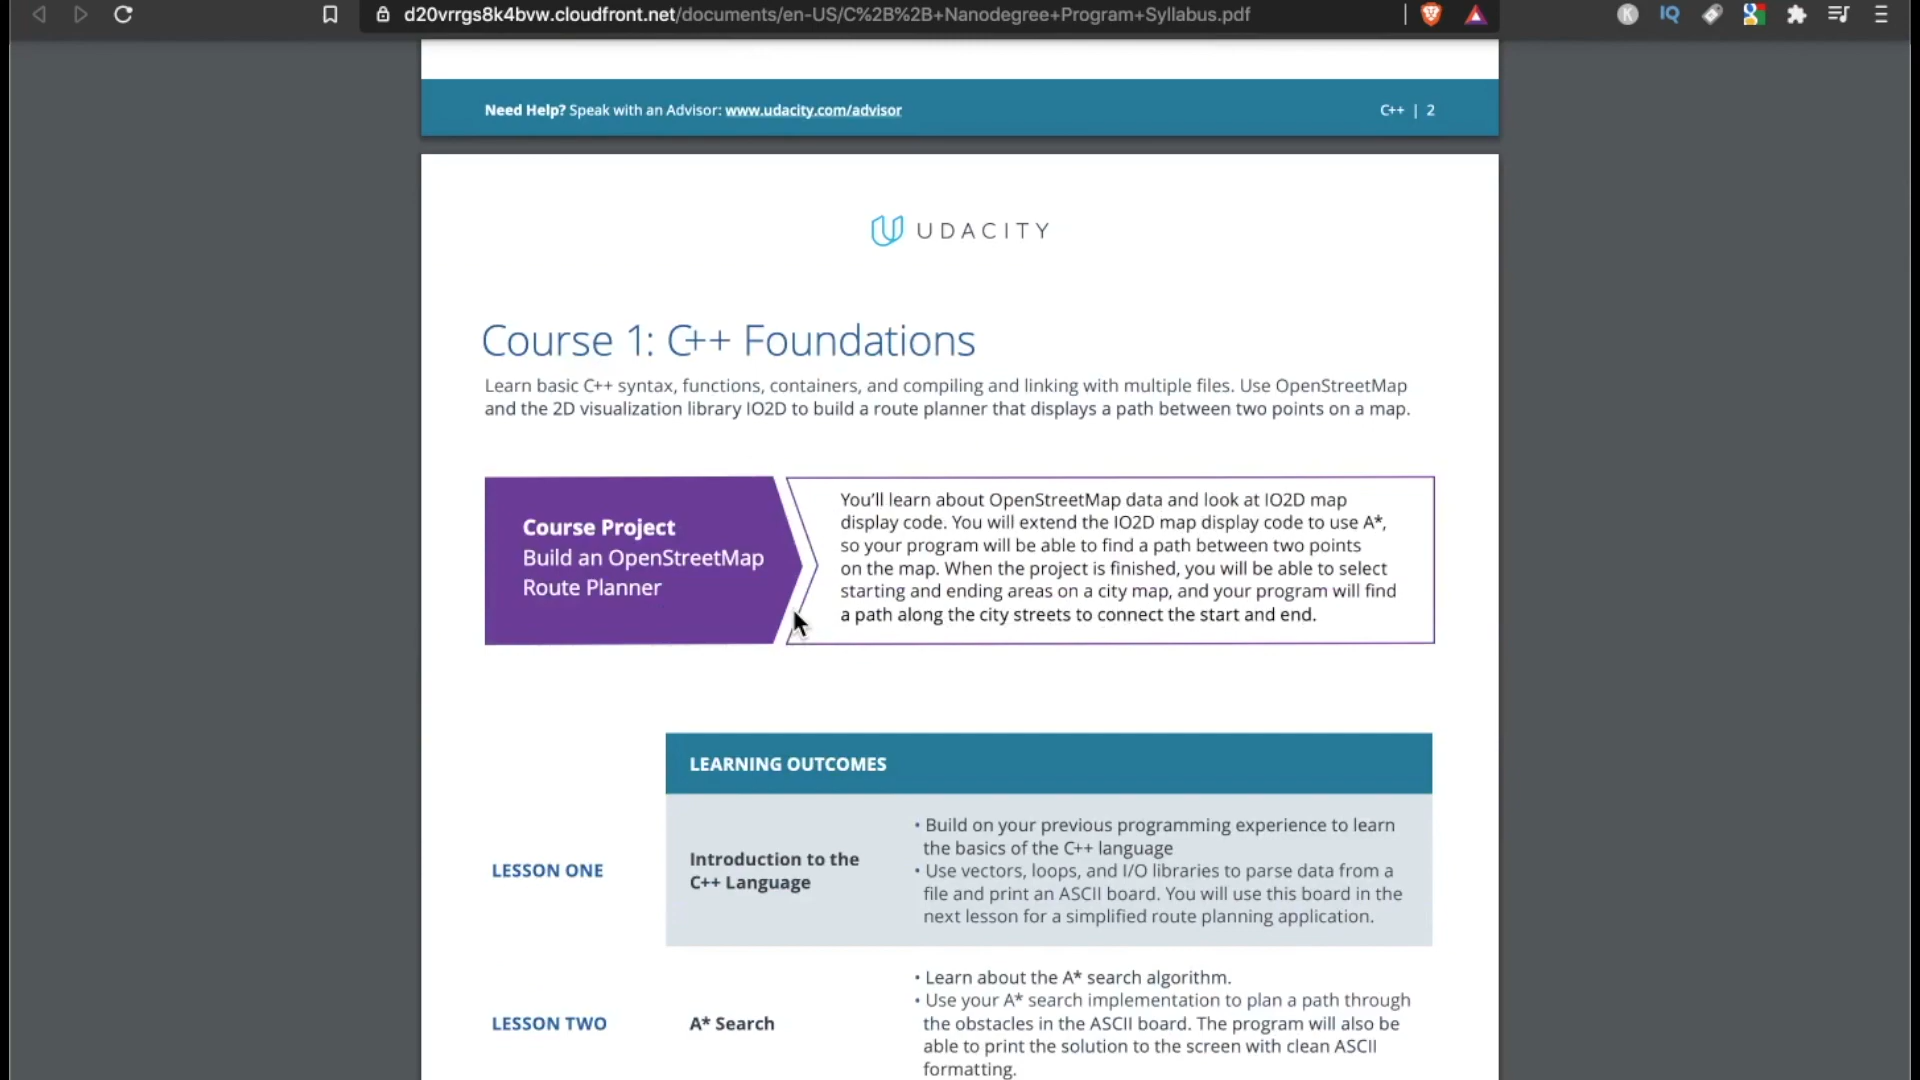 d20vrrgs8k4bvw.cloudfront.net/documents/en-US/C%2B%2B+Nanodegree+Program+Syllabus.pdf
K
IQ
Need Help? Speak with an Advisor: www.udacity.com/advisor
C++ | 2
UDACITY
Course 1: C++ Foundations
Learn basic C++ syntax, functions, containers, and compiling and linking with multiple files. Use OpenStreetMap
and the 2D visualization library IO2D to build a route planner that displays a path between two points on a map.
Course Project
Build an OpenStreetMap
Route Planner
You’ll learn about OpenStreetMap data and look at IO2D map
display code. You will extend the IO2D map display code to use A*,
so your program will be able to find a path between two points
on the map. When the project is finished, you will be able to select
starting and ending areas on a city map, and your program will find
a path along the city streets to connect the start and end.
LEARNING OUTCOMES
LESSON ONE
Introduction to the
C++ Language
• Build on your previous programming experience to learn
the basics of the C++ language
• Use vectors, loops, and I/O libraries to parse data from a
file and print an ASCII board. You will use this board in the
next lesson for a simplified route planning application.
LESSON TWO
A* Search
• Learn about the A* search algorithm.
• Use your A* search implementation to plan a path through
the obstacles in the ASCII board. The program will also be
able to print the solution to the screen with clean ASCII
formatting.